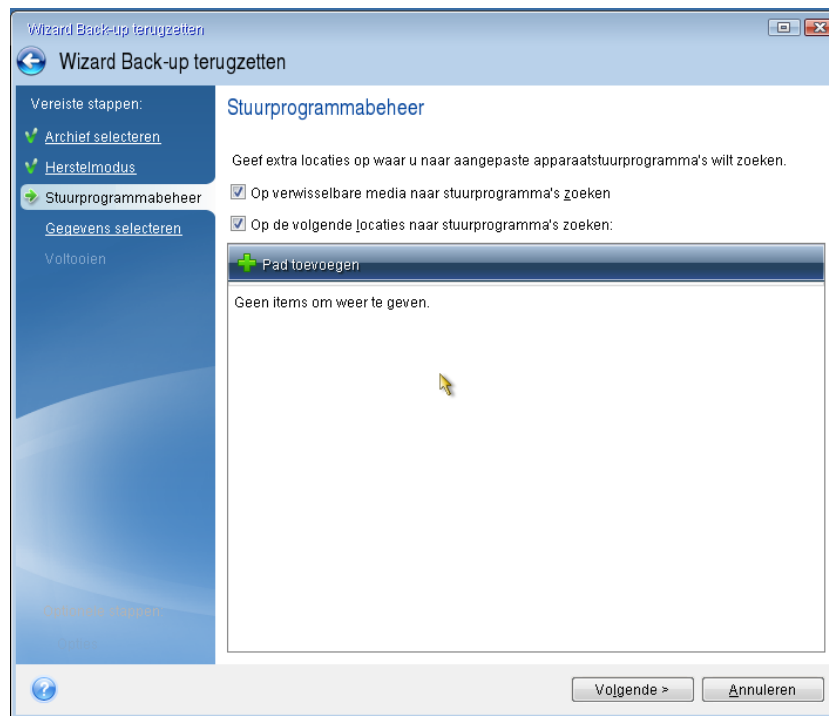 Wizard Back-up terugzetten
Wizard Back-up terugzetten
Vereiste stappen:
Archief selecteren
Herstelmodus
Stuurprogrammabeheer
Gegevens selecteren
Voltooien
Stuurprogrammabeheer
Geef extra locaties op waar u naar aangepaste apparaatstuurprogramma's wilt zoeken.
Op verwisselbare media naar stuurprogramma's zoeken
Op de volgende locaties naar stuurprogramma's zoeken:
Pad toevoegen
Geen items om weer te geven.
stappen
Volgende >
Annuleren